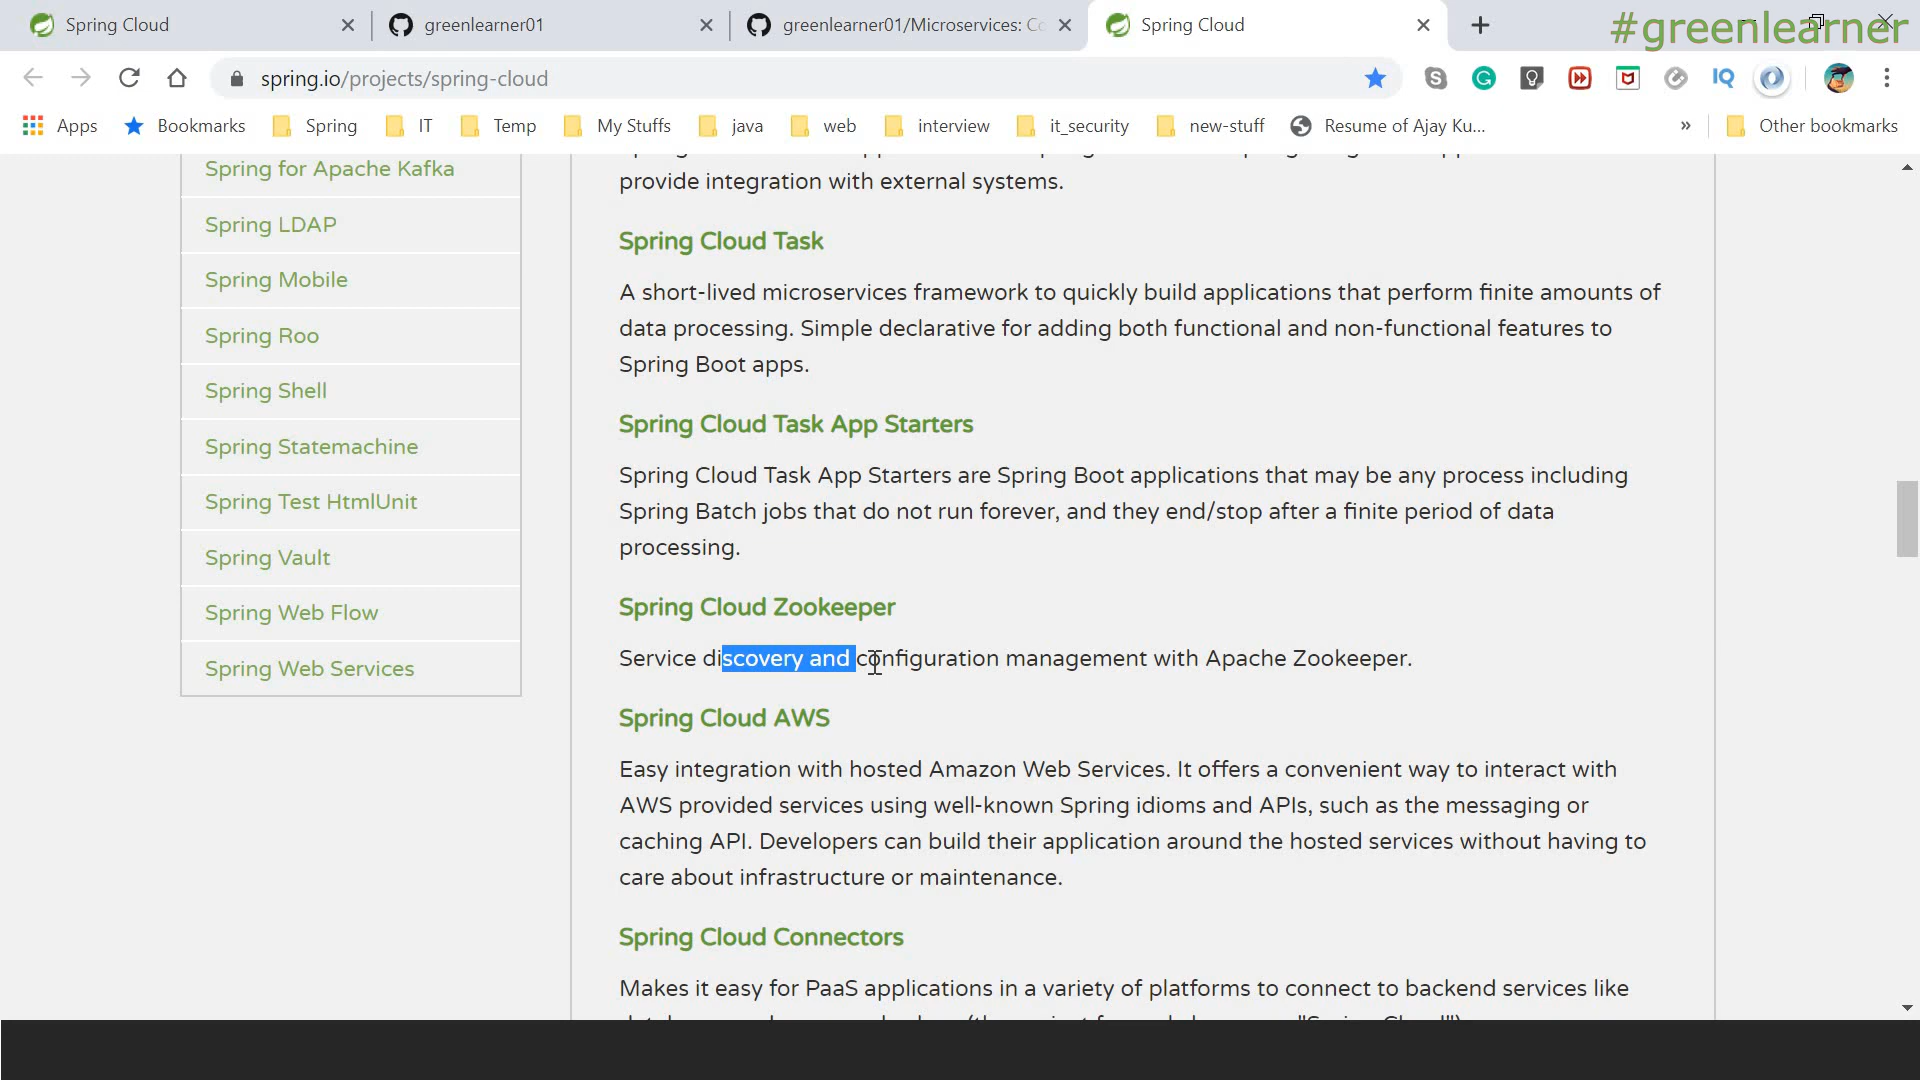 Spring Cloud
greenlearner01
greenlearner01/Microservices: Co
Spring Cloud
#greenlearner
spring.io/projects/spring-cloud
IQ
Apps
Bookmarks
Spring
IT
Temp
My Stuffs
java
web
interview
it_security
new-stuff
Resume of Ajay Ku...
»
Other bookmarks
Spring for Apache Kafka
Spring LDAP
Spring Mobile
Spring Roo
Spring Shell
Spring Statemachine
Spring Test HtmlUnit
Spring Vault
Spring Web Flow
Spring Web Services
provide integration with external systems.
Spring Cloud Task
A short-lived microservices framework to quickly build applications that perform finite amounts of
data processing. Simple declarative for adding both functional and non-functional features to
Spring Boot apps.
Spring Cloud Task App Starters
Spring Cloud Task App Starters are Spring Boot applications that may be any process including
Spring Batch jobs that do not run forever, and they end/stop after a finite period of data
processing.
Spring Cloud Zookeeper
Service discovery and configuration management with Apache Zookeeper.
Spring Cloud AWS
Easy integration with hosted Amazon Web Services. It offers a convenient way to interact with
AWS provided services using well-known Spring idioms and APIs, such as the messaging or
caching API. Developers can build their application around the hosted services without having to
care about infrastructure or maintenance.
Spring Cloud Connectors
Makes it easy for PaaS applications in a variety of platforms to connect to backend services like